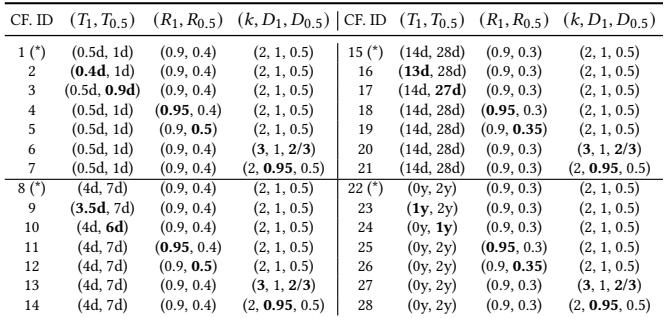 CF. ID (T₁, T₀.₅) (R₁, R₀.₅) (k, D₁, D₀.₅) CF. ID (T₁, T₀.₅) (R₁, R₀.₅) (k, D₁, D₀.₅)
1 (*) (0.5d, 1d) (0.9, 0.4) (2, 1, 0.5) 15 (*) (14d, 28d) (0.9, 0.3) (2, 1, 0.5)
2 (0.4d, 1d) (0.9, 0.4) (2, 1, 0.5) 16 (13d, 28d) (0.9, 0.3) (2, 1, 0.5)
3 (0.5d, 0.9d) (0.9, 0.4) (2, 1, 0.5) 17 (14d, 27d) (0.9, 0.3) (2, 1, 0.5)
4 (0.5d, 1d) (0.95, 0.4) (2, 1, 0.5) 18 (14d, 28d) (0.95, 0.3) (2, 1, 0.5)
5 (0.5d, 1d) (0.9, 0.5) (2, 1, 0.5) 19 (14d, 28d) (0.9, 0.35) (2, 1, 0.5)
6 (0.5d, 1d) (0.9, 0.4) (3, 1, 2/3) 20 (14d, 28d) (0.9, 0.3) (3, 1, 2/3)
7 (0.5d, 1d) (0.9, 0.4) (2, 0.95, 0.5) 21 (14d, 28d) (0.9, 0.3) (2, 0.95, 0.5)
8 (*) (4d, 7d) (0.9, 0.4) (2, 1, 0.5) 22 (*) (0y, 2y) (0.9, 0.3) (2, 1, 0.5)
9 (3.5d, 7d) (0.9, 0.4) (2, 1, 0.5) 23 (1y, 2y) (0.9, 0.3) (2, 1, 0.5)
10 (4d, 6d) (0.9, 0.4) (2, 1, 0.5) 24 (0y, 1y) (0.9, 0.3) (2, 1, 0.5)
11 (4d, 7d) (0.95, 0.4) (2, 1, 0.5) 25 (0y, 2y) (0.95, 0.3) (2, 1, 0.5)
12 (4d, 7d) (0.9, 0.5) (2, 1, 0.5) 26 (0y, 2y) (0.9, 0.35) (2, 1, 0.5)
13 (4d, 7d) (0.9, 0.4) (3, 1, 2/3) 27 (0y, 2y) (0.9, 0.3) (3, 1, 2/3)
14 (4d, 7d) (0.9, 0.4) (2, 0.95, 0.5) 28 (0y, 2y) (0.9, 0.3) (2, 0.95, 0.5)